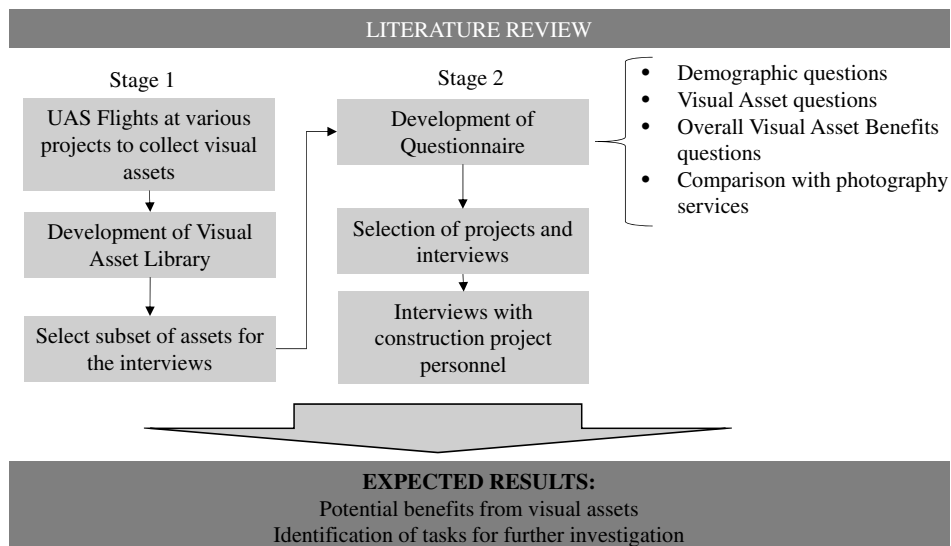 LITERATURE REVIEW
Stage 1
UAS Flights at various
projects to collect visual
assets
Development of Visual
Asset Library
Select subset of assets for
the interviews
Stage 2
Development of
Questionnaire
Selection of projects and
interviews
Interviews with
construction project
personnel
• Demographic questions
• Visual Asset questions
• Overall Visual Asset Benefits
questions
• Comparison with photography
services
EXPECTED RESULTS:
Potential benefits from visual assets
Identification of tasks for further investigation